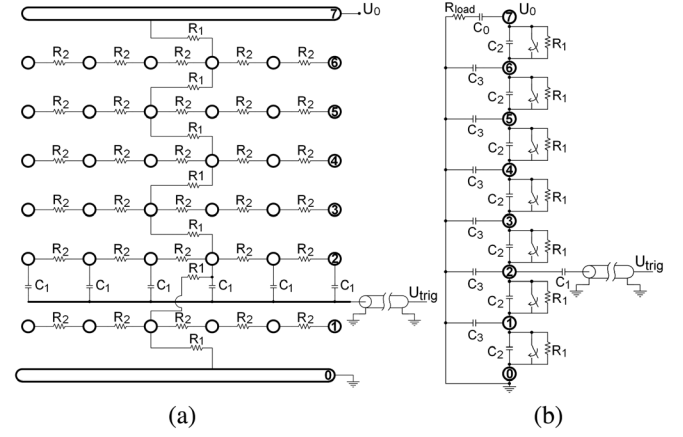 7 U0
R1
R2 R2 R2 R2 R2 6
R1
R2 R2 R2 R2 R2 5
R1
R2 R2 R2 R2 R2 4
R1
R2 R2 R2 R2 R2 3
R1
R2 R2 R2 R2 R2 2
R1
C1 C1 C1 C1 C1 C1
Utrig
R2 R2 R2 R2 R2 1
R1
0
(a)
Rload C0 7 U0
C2 R1
6
C3
C2 R1
5
C3
C2 R1
4
C3
C2 R1
3
C3
C2 R1
2 Utrig
C3 C1
C2 R1
1
C3
C2 R1
0
(b)